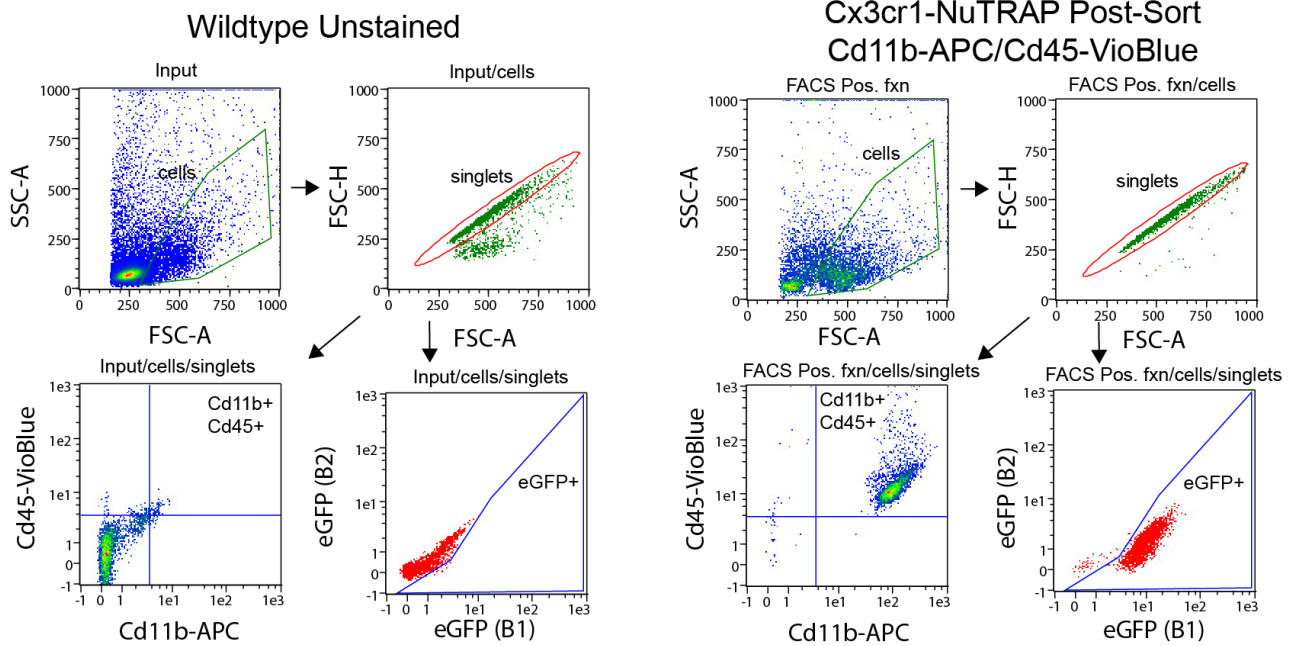 Wildtype Unstained
Cx3cr1-NuTRAP Post-Sort
Cd11b-APC/Cd45-VioBlue
Input
1000
750
500
250
0
SSC-A
cells
0 250 500 750 1000
FSC-A
Input/cells
1000
750
500
250
0
FSC-H
singlets
0 250 500 750 1000
FSC-A
FACS Pos. fxn
1000
750
500
250
0
SSC-A
cells
0 250 500 750 1000
FSC-A
FACS Pos. fxn/cells
1000
750
500
250
0
FSC-H
singlets
0 250 500 750 1000
FSC-A
Input/cells/singlets
1e3
1e2
1e1
1
0
-1
Cd45-VioBlue
Cd11b+
Cd45+
-1 0 1 1e1 1e2 1e3
Cd11b-APC
Input/cells/singlets
1e3
1e2
1e1
1
0
-1
eGFP (B2)
eGFP+
-1 0 1 1e1 1e2 1e3
eGFP (B1)
FACS Pos. fxn/cells/singlets
1e3
1e2
1e1
1
0
-1
Cd45-VioBlue
Cd11b+
Cd45+
-1 0 1 1e1 1e2 1e3
Cd11b-APC
FACS Pos. fxn/cells/singlets
1e3
1e2
1e1
1
0
-1
eGFP (B2)
eGFP+
-1 0 1 1e1 1e2 1e3
eGFP (B1)